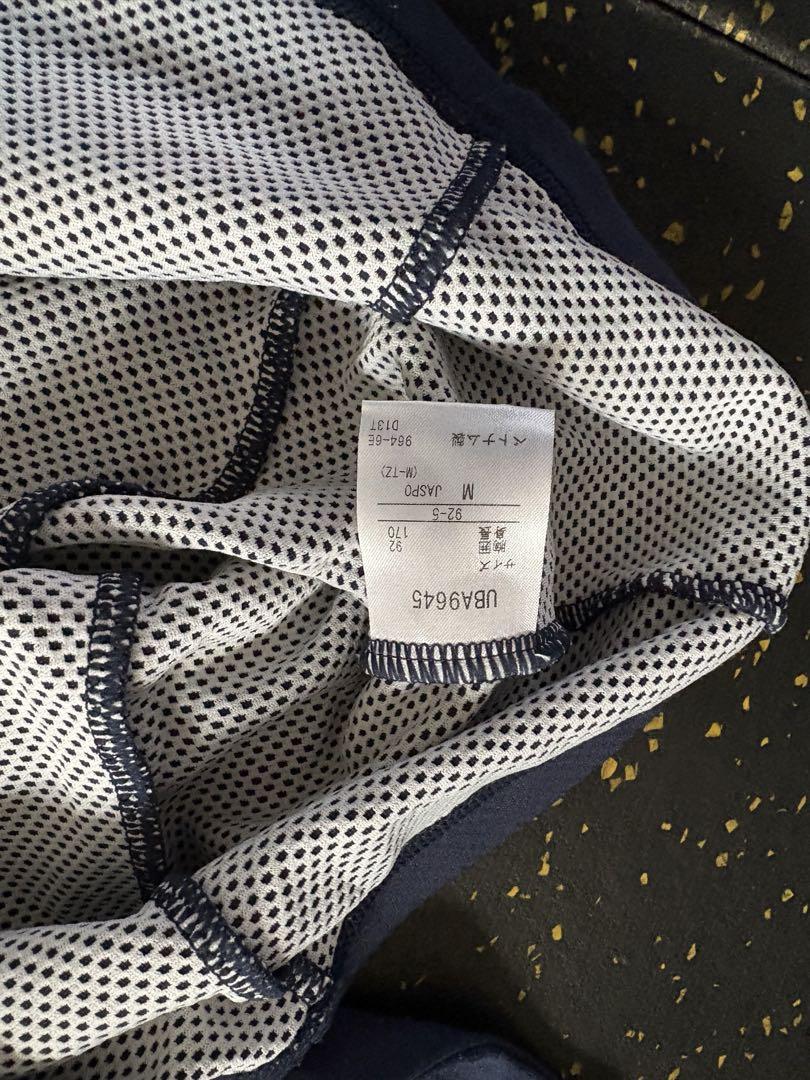 UBA9645
サイズ
胸囲 92
身長 170
92-5
M JASPO
(M-TZ)
ベトナム製 964-6E
D13T